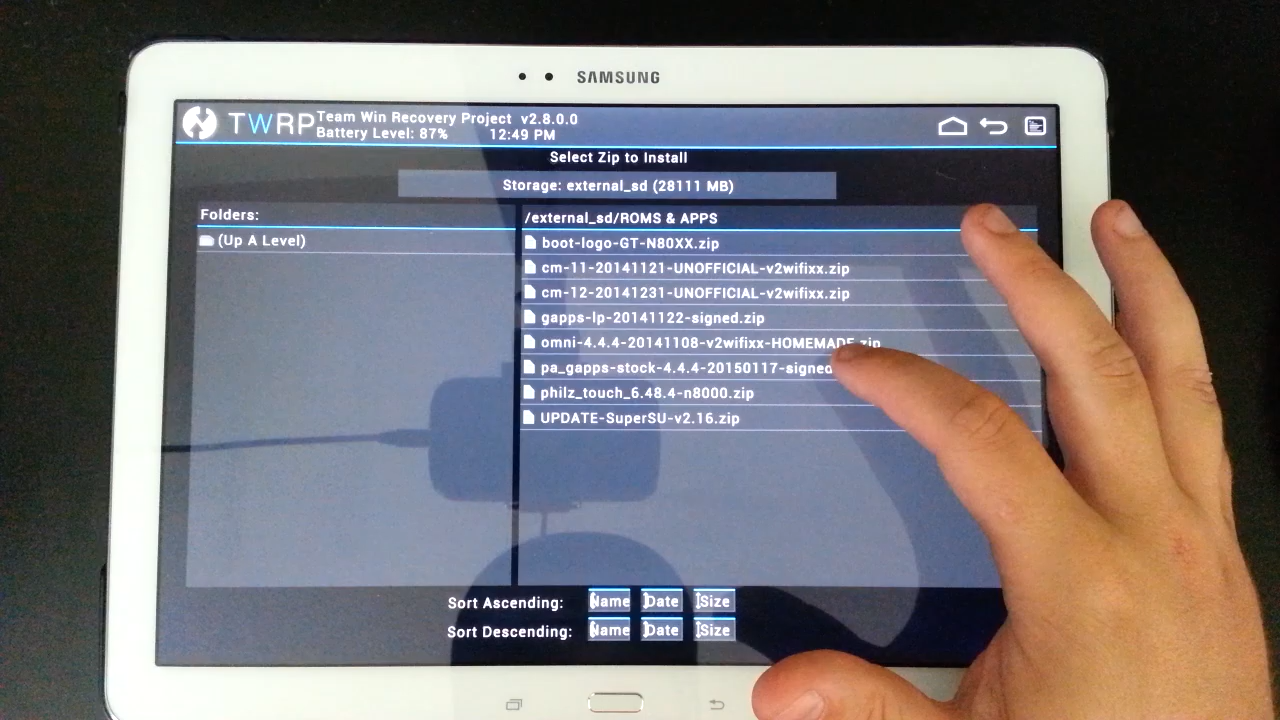 SAMSUNG
TWRP
Team Win Recovery Project v2.8.0.0
Battery Level: 87% 12:49 PM
Select Zip to Install
Storage: external_sd (28111 MB)
Folders:
(Up A Level)
/external_sd/ROMS & APPS
boot-logo-GT-N80XX.zip
cm-11-20141121-UNOFFICIAL-v2wifixx.zip
cm-12-20141231-UNOFFICIAL-v2wifixx.zip
gapps-lp-20141122-signed.zip
omni-4.4.4-20141108-v2wifixx-HOMEMADE.zip
pa_gapps-stock-4.4.4-20150117-signed
philz_touch_6.48.4-n8000.zip
UPDATE-SuperSU-v2.16.zip
Sort Ascending: Name Date Size
Sort Descending: Name Date Size